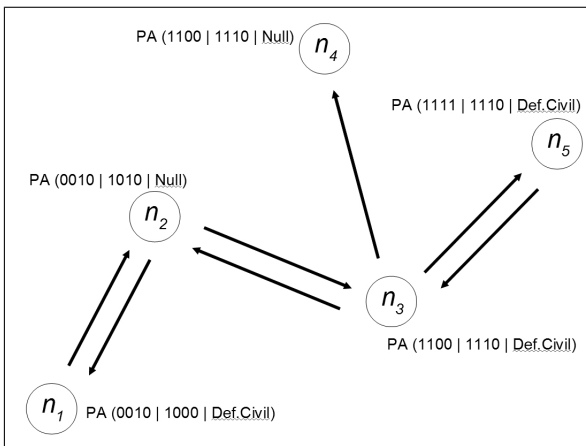 PA (1100 | 1110 | Null)
n4
PA (1111 | 1110 | Def.Civil)
n5
PA (0010 | 1010 | Null)
n2
n3
PA (1100 | 1110 | Def.Civil)
n1
PA (0010 | 1000 | Def.Civil)